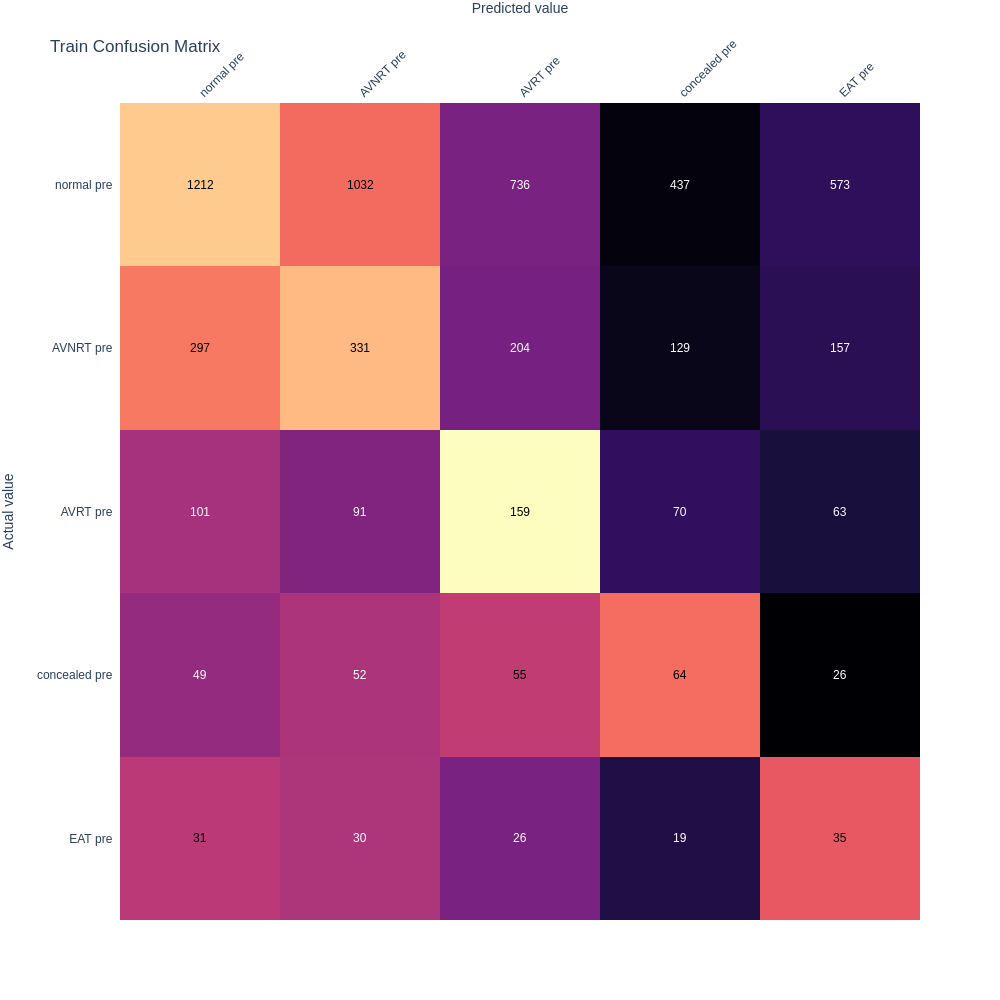 Predicted value
Train Confusion Matrix
normal pre AVNRT pre AVRT pre concealed pre EAT pre
normal pre 1212 1032 736 437 573
AVNRT pre 297 331 204 129 157
AVRT pre 101 91 159 70 63
concealed pre 49 52 55 64 26
EAT pre 31 30 26 19 35
Actual value